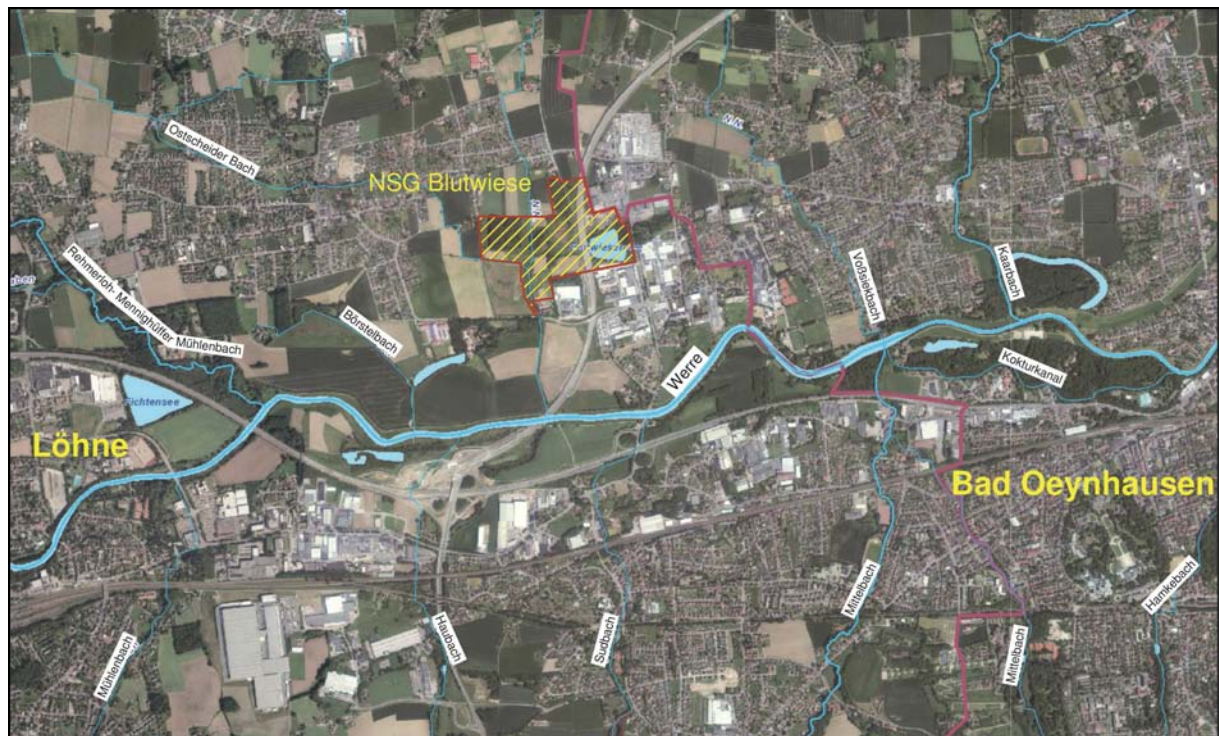 Ostscheider Bach
N.N.
NSG Blutwiese
N.N.
Rehmerloh- Mennighüffer
Mühlenbach
Börstelbach
Voßsiekbach
Kaarbach
Werre
Kokturkanal
Löhne
Bad Oeynhausen
Mühlenbach
Haubach
Sudbach
Mittelbach
Mittelbach
Hamkebach